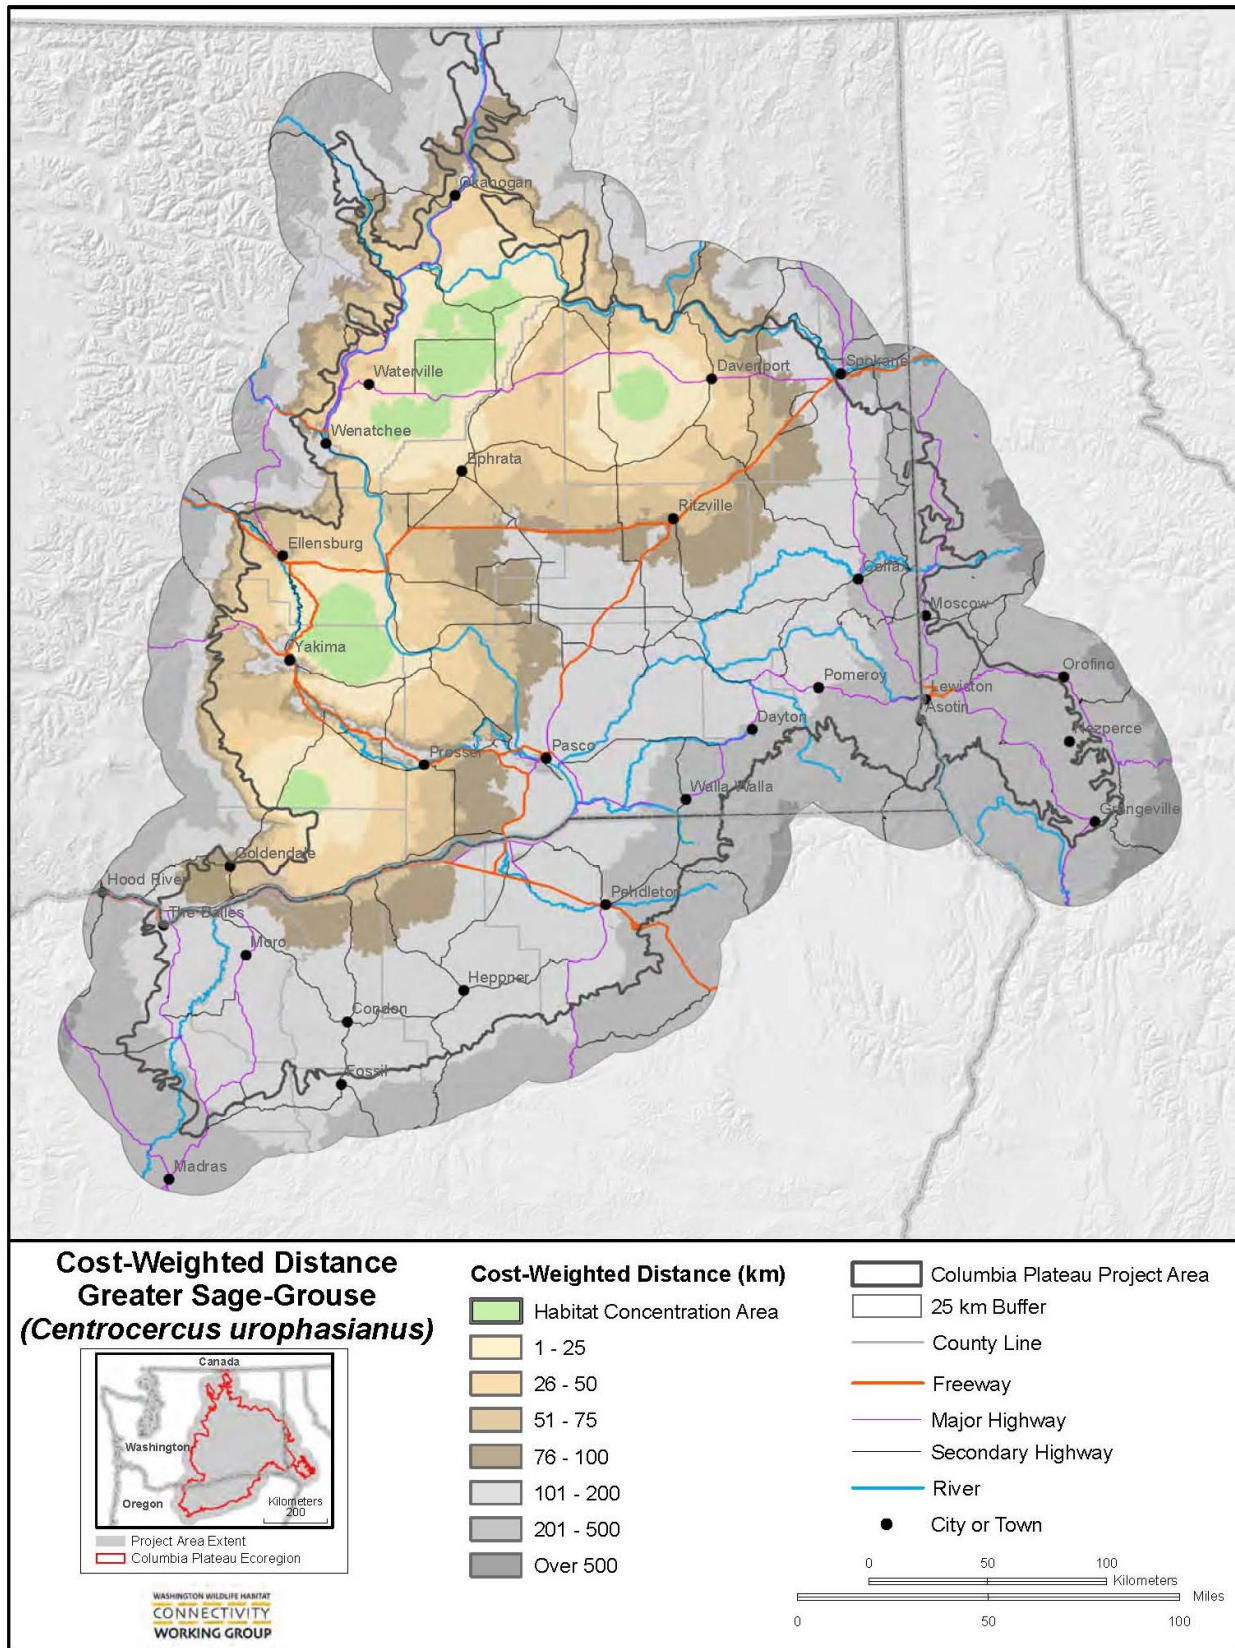 Okanogan
Waterville
Davenport
Spokane
Wenatchee
Ephrata
Ritzville
Ellensburg
Colfax
Moscow
Yakima
Orofino
Pomeroy
Lewiston
Asotin
Nezperce
Dayton
Prosser
Pasco
Walla Walla
Grangeville
Goldendale
Hood River
Pendleton
The Dalles
Moro
Heppner
Condon
Fossil
Madras
Cost-Weighted Distance
Greater Sage-Grouse
(Centrocercus urophasianus)
Canada
Washington
Oregon
Kilometers
200
Project Area Extent
Columbia Plateau Ecoregion
WASHINGTON WILDLIFE HABITAT
CONNECTIVITY
WORKING GROUP
Cost-Weighted Distance (km)
Habitat Concentration Area
1 - 25
26 - 50
51 - 75
76 - 100
101 - 200
201 - 500
Over 500
Columbia Plateau Project Area
25 km Buffer
County Line
Freeway
Major Highway
Secondary Highway
River
City or Town
0 50 100
Kilometers
Miles
0 50 100